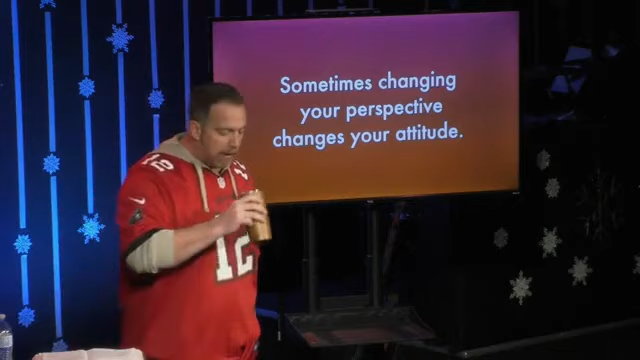 Sometimes changing
your perspective
changes your attitude.
12
12